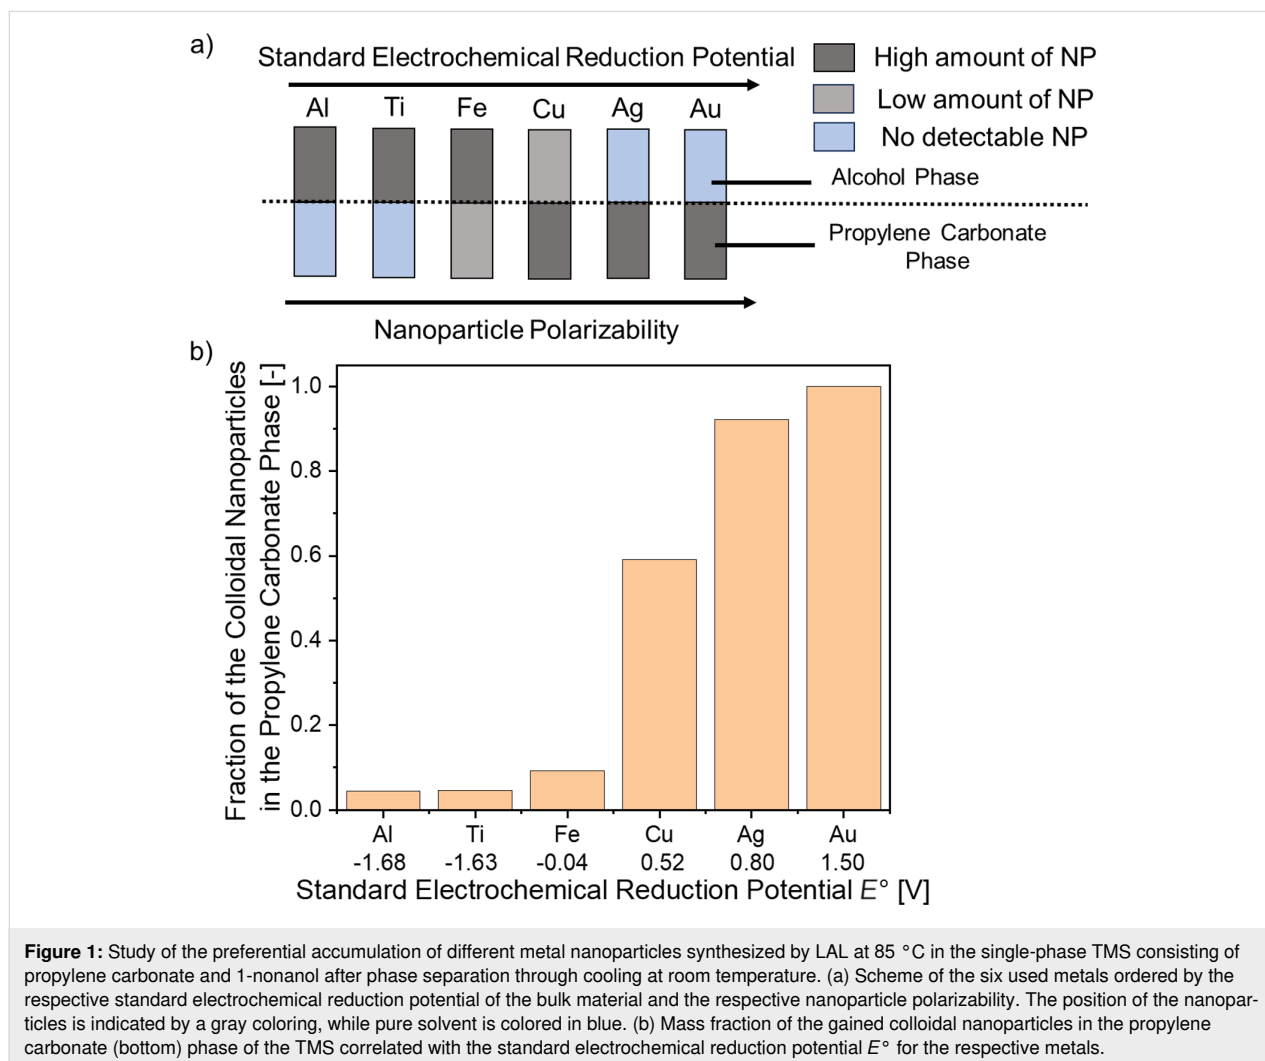 a)
Standard Electrochemical Reduction Potential
High amount of NP
Low amount of NP
No detectable NP
Al Ti Fe Cu Ag Au
Alcohol Phase
Propylene Carbonate
Phase
Nanoparticle Polarizability
b)
Fraction of the Colloidal Nanoparticles
in the Propylene Carbonate Phase [-]
1.0
0.8
0.6
0.4
0.2
0.0
Al Ti Fe Cu Ag Au
-1.68 -1.63 -0.04 0.52 0.80 1.50
Standard Electrochemical Reduction Potential E° [V]
Figure 1: Study of the preferential accumulation of different metal nanoparticles synthesized by LAL at 85 °C in the single-phase TMS consisting of
propylene carbonate and 1-nonanol after phase separation through cooling at room temperature. (a) Scheme of the six used metals ordered by the
respective standard electrochemical reduction potential of the bulk material and the respective nanoparticle polarizability. The position of the nanopar-
ticles is indicated by a gray coloring, while pure solvent is colored in blue. (b) Mass fraction of the gained colloidal nanoparticles in the propylene
carbonate (bottom) phase of the TMS correlated with the standard electrochemical reduction potential E° for the respective metals.